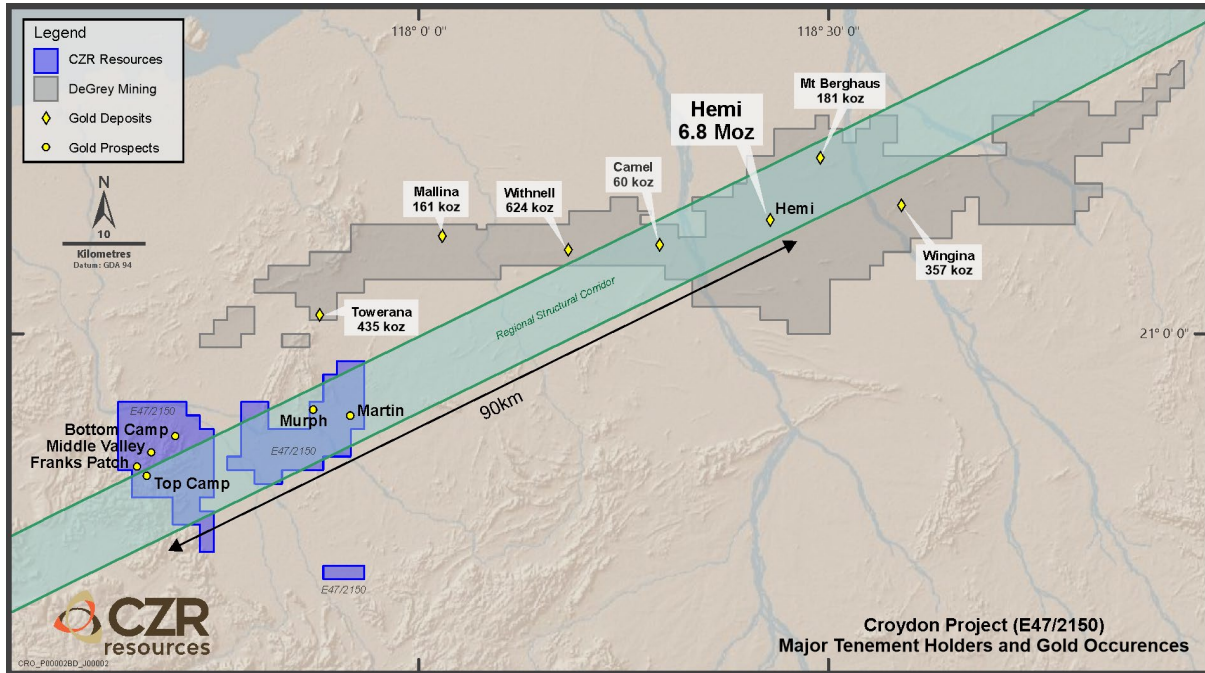 Legend
CZR Resources
DeGrey Mining
Gold Deposits
Gold Prospects
N
10
Kilometres
Datum: GDA 94
118° 0' 0"
118° 30' 0"
21° 0' 0"
Mt Berghaus
181 koz
Hemi
6.8 Moz
Hemi
Camel
60 koz
Withnell
624 koz
Mallina
161 koz
Wingina
357 koz
Towerana
435 koz
Regional Structural Corridor
90km
Murph
Martin
E47/2150
E47/2150
Bottom Camp
Middle Valley
Franks Patch
Top Camp
E47/2150
CZR
resources
CRO_P00002BD_J00002
Croydon Project (E47/2150)
Major Tenement Holders and Gold Occurences